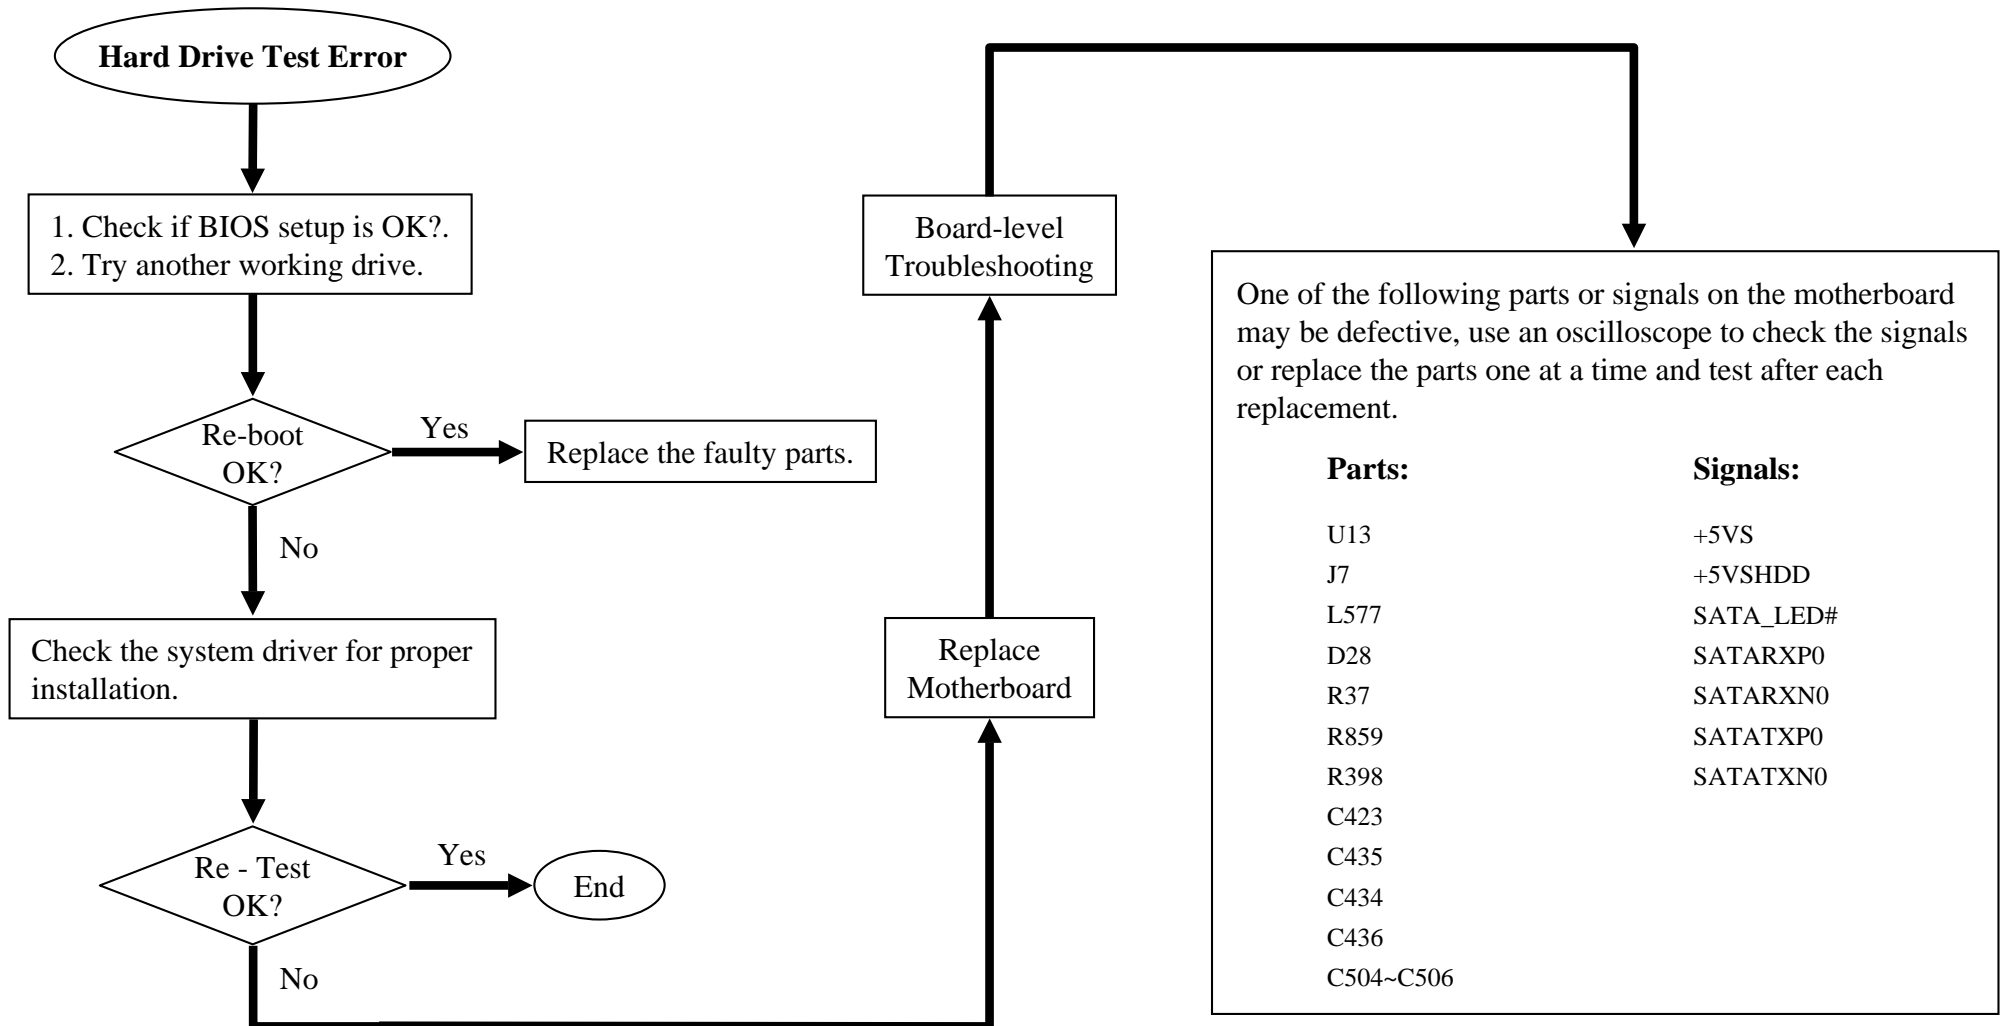 Hard Drive Test Error
1. Check if BIOS setup is OK?.
2. Try another working drive.
Re-boot
OK?
Yes
Replace the faulty parts.
No
Check the system driver for proper
installation.
Re - Test
OK?
Yes
End
No
Replace
Motherboard
Board-level
Troubleshooting
One of the following parts or signals on the motherboard
may be defective, use an oscilloscope to check the signals
or replace the parts one at a time and test after each
replacement.
Parts:
U13
J7
L577
D28
R37
R859
R398
C423
C435
C434
C436
C504~C506
Signals:
+5VS
+5VSHDD
SATA_LED#
SATARXP0
SATARXN0
SATATXP0
SATATXN0